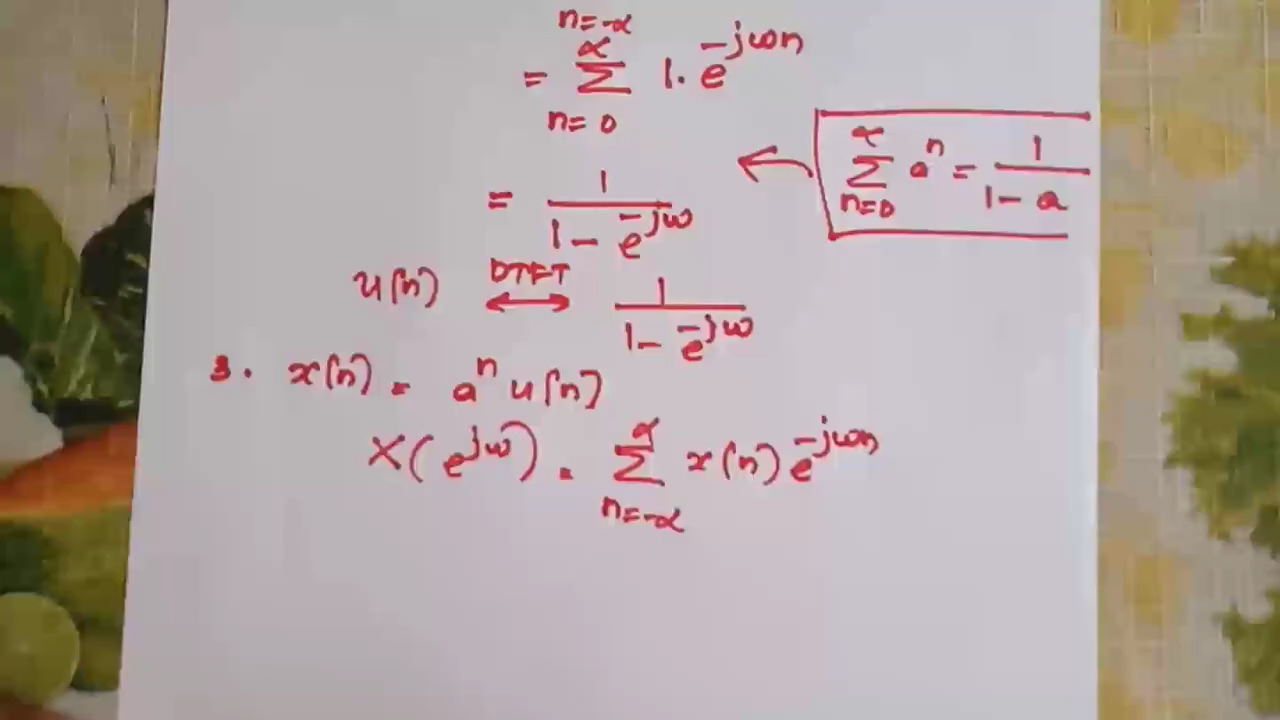 n=-∝
= ∝ Σ n=0 1. e^-jωn
∝ Σ n=0 a^n = 1/(1-a)
= 1/(1-e^-jω)
u(n) DTFT ↔ 1/(1-e^-jω)
3. x(n) = a^n u(n)
X(e^jω) = ∝ Σ n=-∝ x(n) e^-jωn